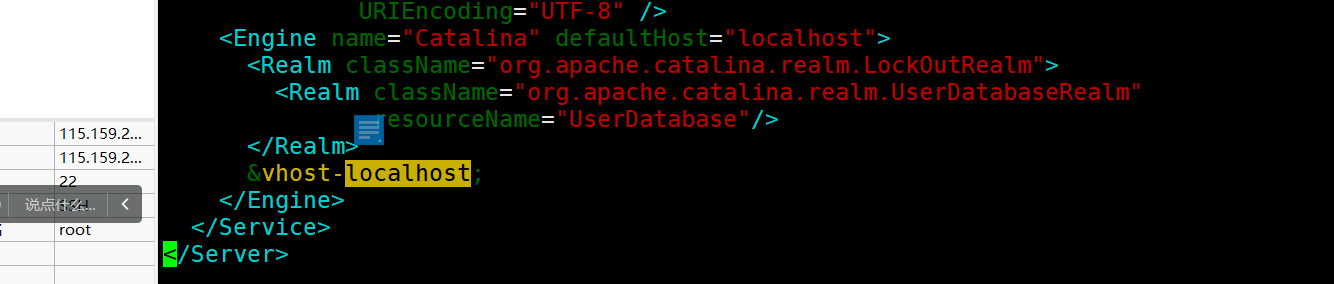 URIEncoding="UTF-8" />
<Engine name="Catalina" defaultHost="localhost">
<Realm className="org.apache.catalina.realm.LockOutRealm">
<Realm className="org.apache.catalina.realm.UserDatabaseRealm"
resourceName="UserDatabase"/>
</Realm>
&vhost-localhost;
</Engine>
</Service>
</Server>
115.159.2...
115.159.2...
22
说点什么...
root